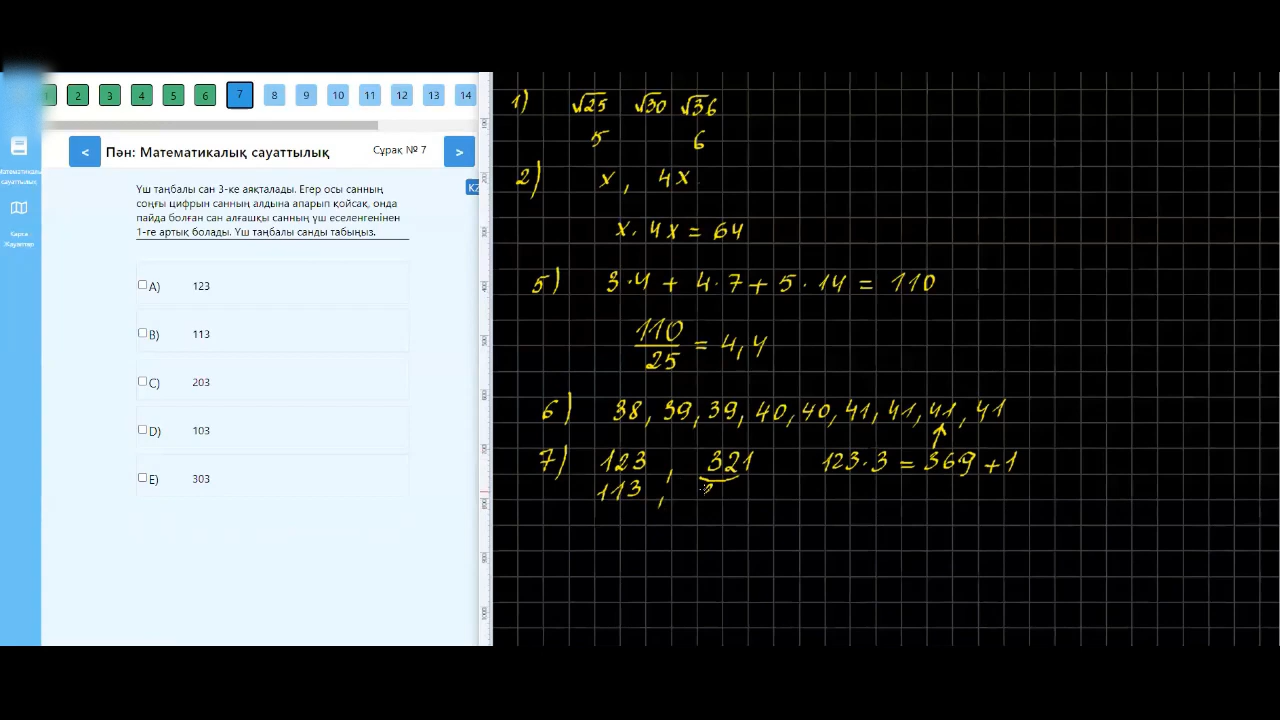 1 2 3 4 5 6 7 8 9 10 11 12 13 14
< Пән: Математикалық сауаттылық Сұрақ № 7 >
Үш таңбалы сан 3-ке аяқталады. Егер осы санның
соңғы цифрын санның алдына апарып қойсақ, онда
пайда болған сан алғашқы санның үш еселенгенінен
1-ге артық болады. Үш таңбалы санды табыңыз.
KZ
A) 123
B) 113
C) 203
D) 103
E) 303
Математикалық
сауаттылық
Карта
Жауаптар
1) √25 √30 √36
5 6
2) x, 4x
x · 4x = 64
5) 3·4 + 4·7 + 5·14 = 110
110/25 = 4,4
6) 38, 39, 39, 40, 40, 41, 41, 41, 41
7) 123, 321 123·3 = 369 + 1
113,